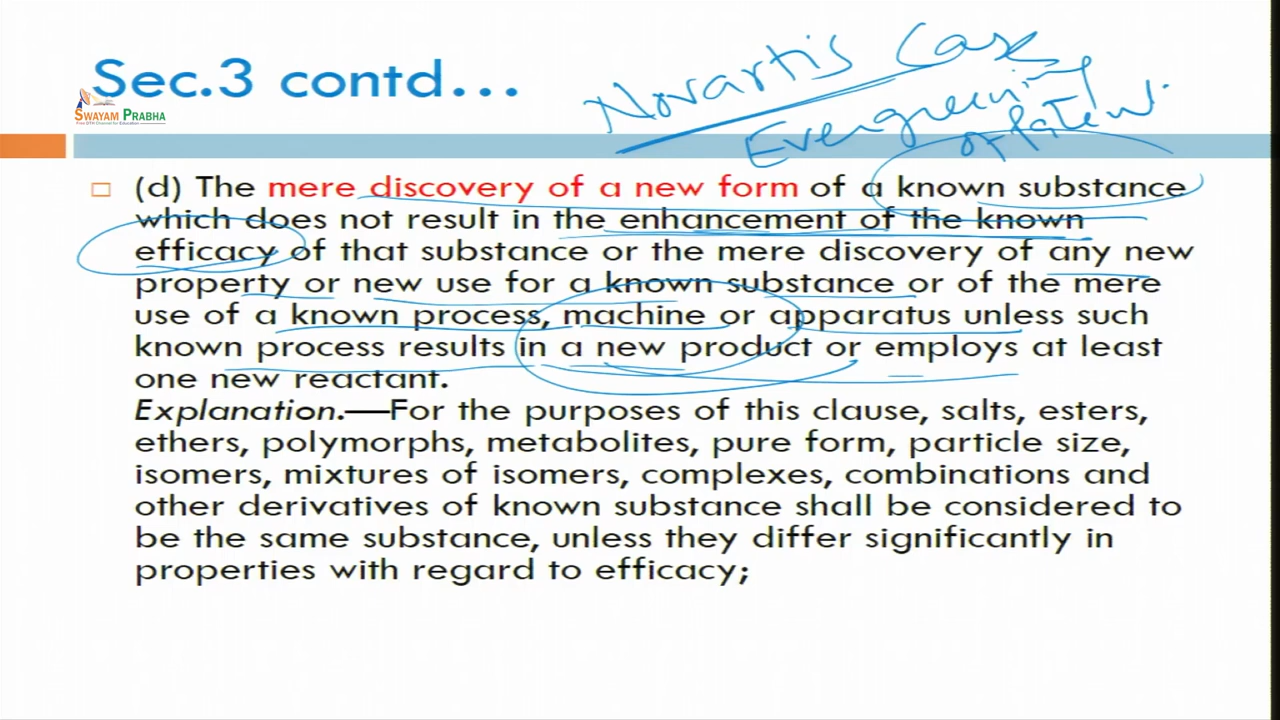 Sec.3 contd...
Novartis Case
Evergreening
of Patent
SWAYAM PRABHA
(d) The mere discovery of a new form of a known substance
which does not result in the enhancement of the known
efficacy of that substance or the mere discovery of any new
property or new use for a known substance or of the mere
use of a known process, machine or apparatus unless such
known process results in a new product or employs at least
one new reactant.
Explanation.—For the purposes of this clause, salts, esters,
ethers, polymorphs, metabolites, pure form, particle size,
isomers, mixtures of isomers, complexes, combinations and
other derivatives of known substance shall be considered to
be the same substance, unless they differ significantly in
properties with regard to efficacy;